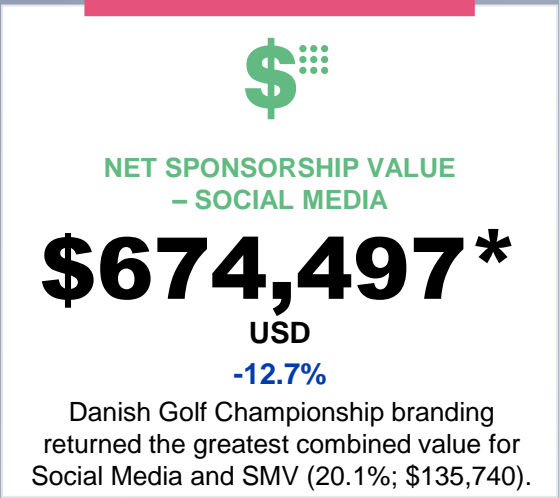 $
NET SPONSORSHIP VALUE
– SOCIAL MEDIA
$674,497*
USD
-12.7%
Danish Golf Championship branding
returned the greatest combined value for
Social Media and SMV (20.1%; $135,740).